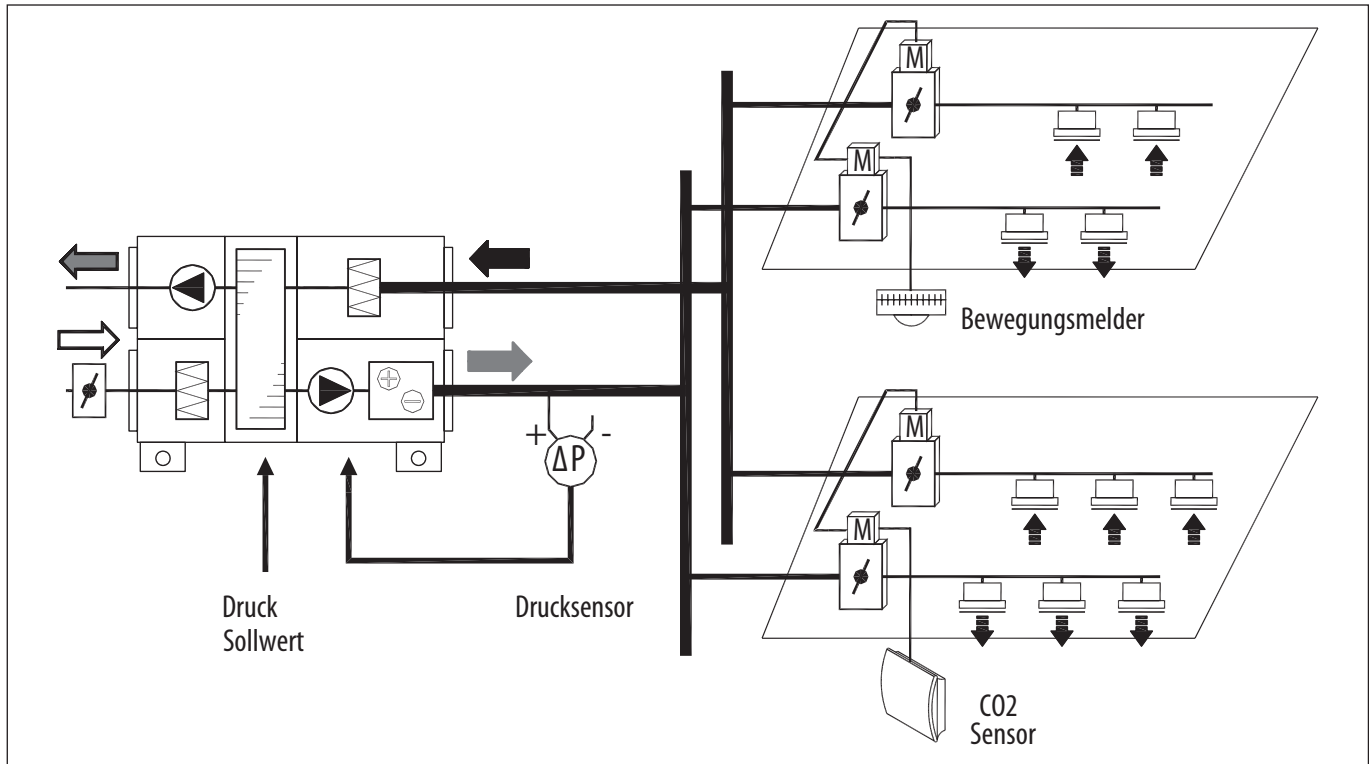 M
M
Bewegungsmelder
+ -
ΔP
M
M
Druck
Sollwert
Drucksensor
CO2
Sensor